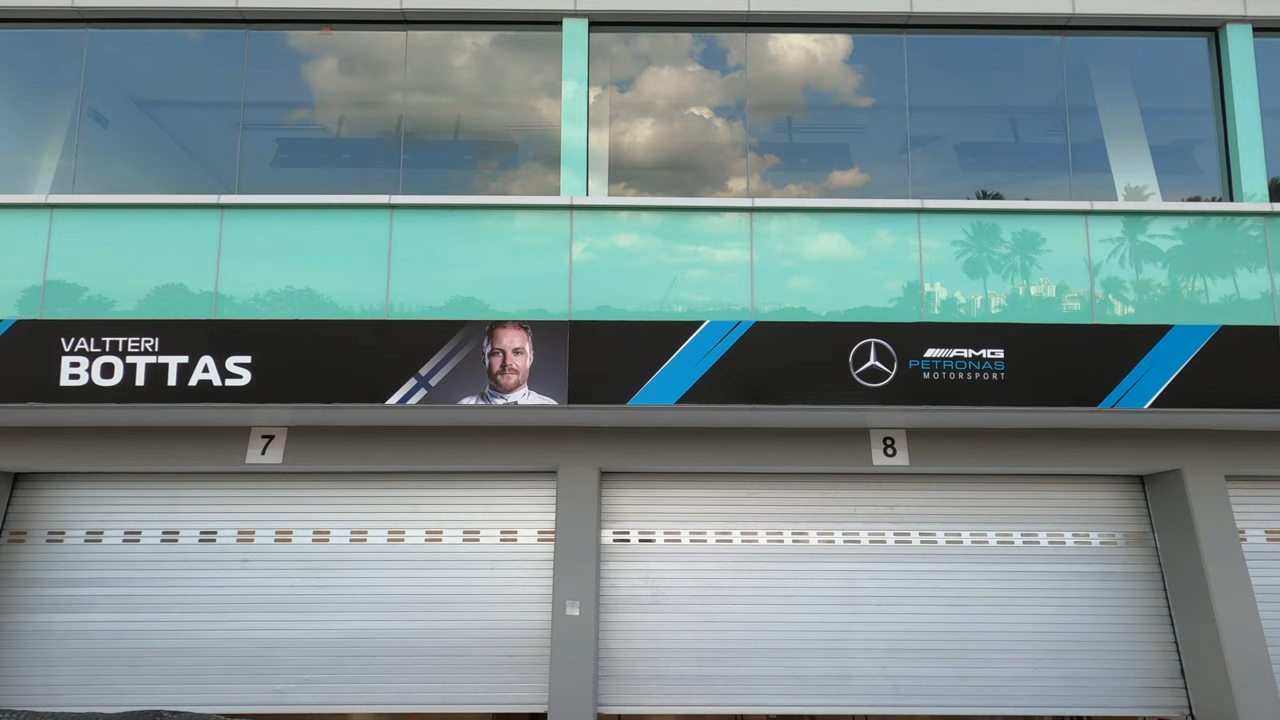 VALTTERI
BOTTAS
AMG
PETRONAS
MOTORSPORT
7
8